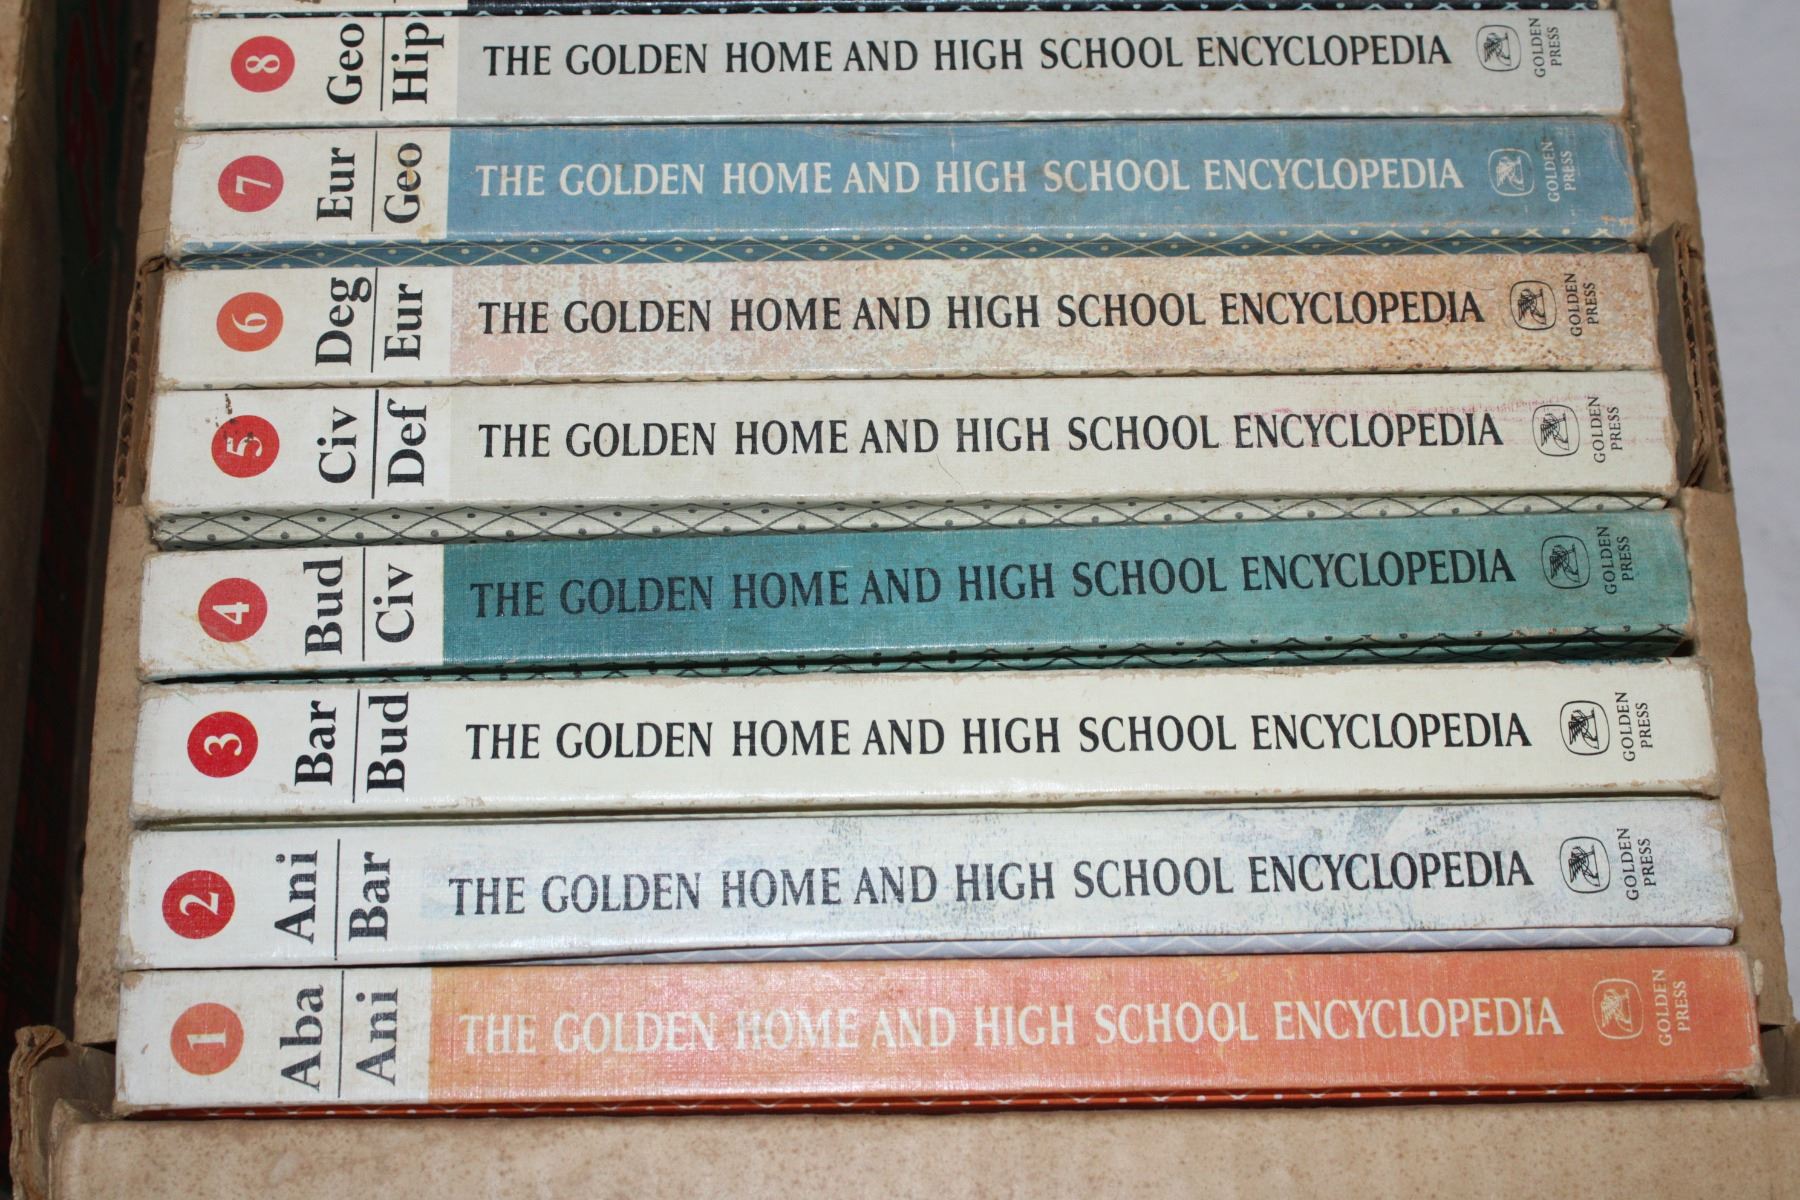 8
Geo
Hip
THE GOLDEN HOME AND HIGH SCHOOL ENCYCLOPEDIA
GOLDEN
PRESS
7
Eur
Geo
THE GOLDEN HOME AND HIGH SCHOOL ENCYCLOPEDIA
GOLDEN
PRESS
6
Deg
Eur
THE GOLDEN HOME AND HIGH SCHOOL ENCYCLOPEDIA
GOLDEN
PRESS
5
Civ
Def
THE GOLDEN HOME AND HIGH SCHOOL ENCYCLOPEDIA
GOLDEN
PRESS
4
Bud
Civ
THE GOLDEN HOME AND HIGH SCHOOL ENCYCLOPEDIA
GOLDEN
PRESS
3
Bar
Bud
THE GOLDEN HOME AND HIGH SCHOOL ENCYCLOPEDIA
GOLDEN
PRESS
2
Ani
Bar
THE GOLDEN HOME AND HIGH SCHOOL ENCYCLOPEDIA
GOLDEN
PRESS
1
Aba
Ani
THE GOLDEN HOME AND HIGH SCHOOL ENCYCLOPEDIA
GOLDEN
PRESS